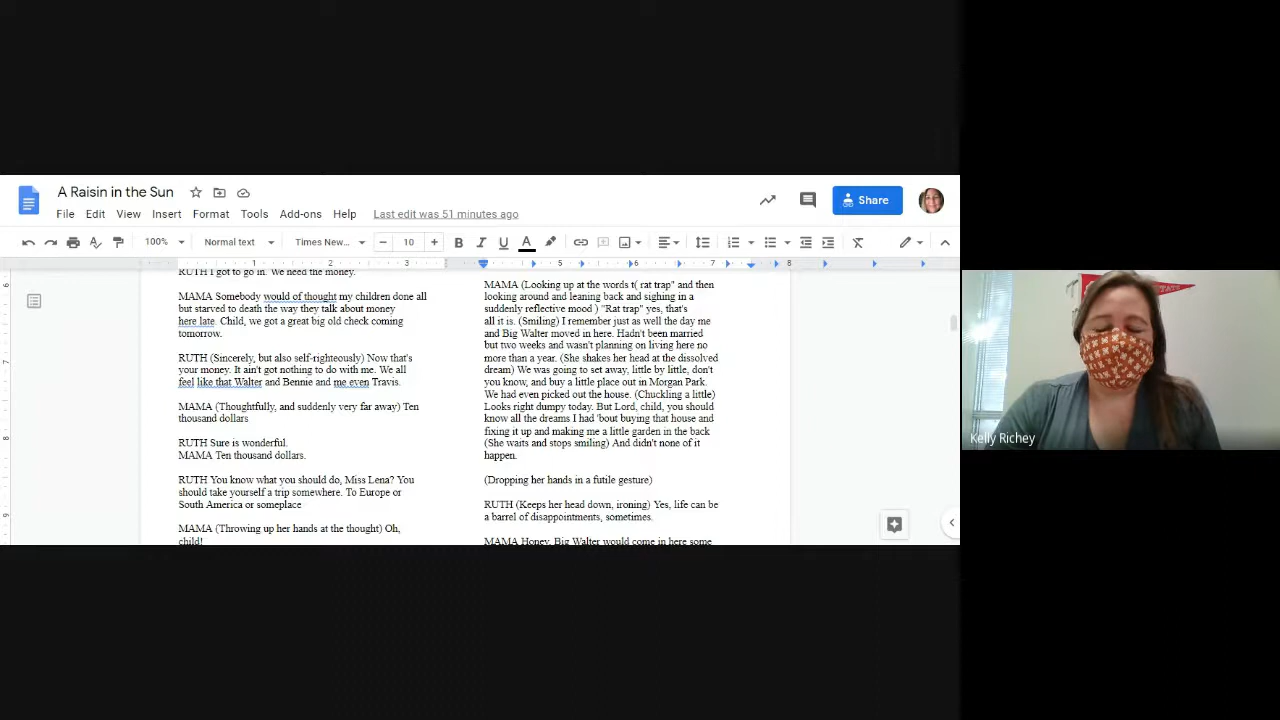 A Raisin in the Sun
File Edit View Insert Format Tools Add-ons Help Last edit was 51 minutes ago
Share
100% Normal text Times New... 10 B I U A
1 2 3 5 6 7 8
6
7
8
9
RUTH I got to go in. We need the money.
MAMA Somebody would of thought my children done all
but starved to death the way they talk about money
here late. Child, we got a great big old check coming
tomorrow.
RUTH (Sincerely, but also self-righteously) Now that's
your money. It ain't got nothing to do with me. We all
feel like that Walter and Bennie and me even Travis.
MAMA (Thoughtfully, and suddenly very far away) Ten
thousand dollars
RUTH Sure is wonderful.
MAMA Ten thousand dollars.
RUTH You know what you should do, Miss Lena? You
should take yourself a trip somewhere. To Europe or
South America or someplace
MAMA (Throwing up her hands at the thought) Oh,
child!
MAMA (Looking up at the words t( rat trap" and then
looking around and leaning back and sighing in a
suddenly reflective mood ) "Rat trap" yes, that's
all it is. (Smiling) I remember just as well the day me
and Big Walter moved in here. Hadn't been married
but two weeks and wasn't planning on living here no
more than a year. (She shakes her head at the dissolved
dream) We was going to set away, little by little, don't
you know, and buy a little place out in Morgan Park.
We had even picked out the house. (Chuckling a little)
Looks right dumpy today. But Lord, child, you should
know all the dreams I had 'bout buying that house and
fixing it up and making me a little garden in the back
(She waits and stops smiling) And didn't none of it
happen.
(Dropping her hands in a futile gesture)
RUTH (Keeps her head down, ironing) Yes, life can be
a barrel of disappointments, sometimes.
MAMA Honey, Big Walter would come in here some
Kelly Richey